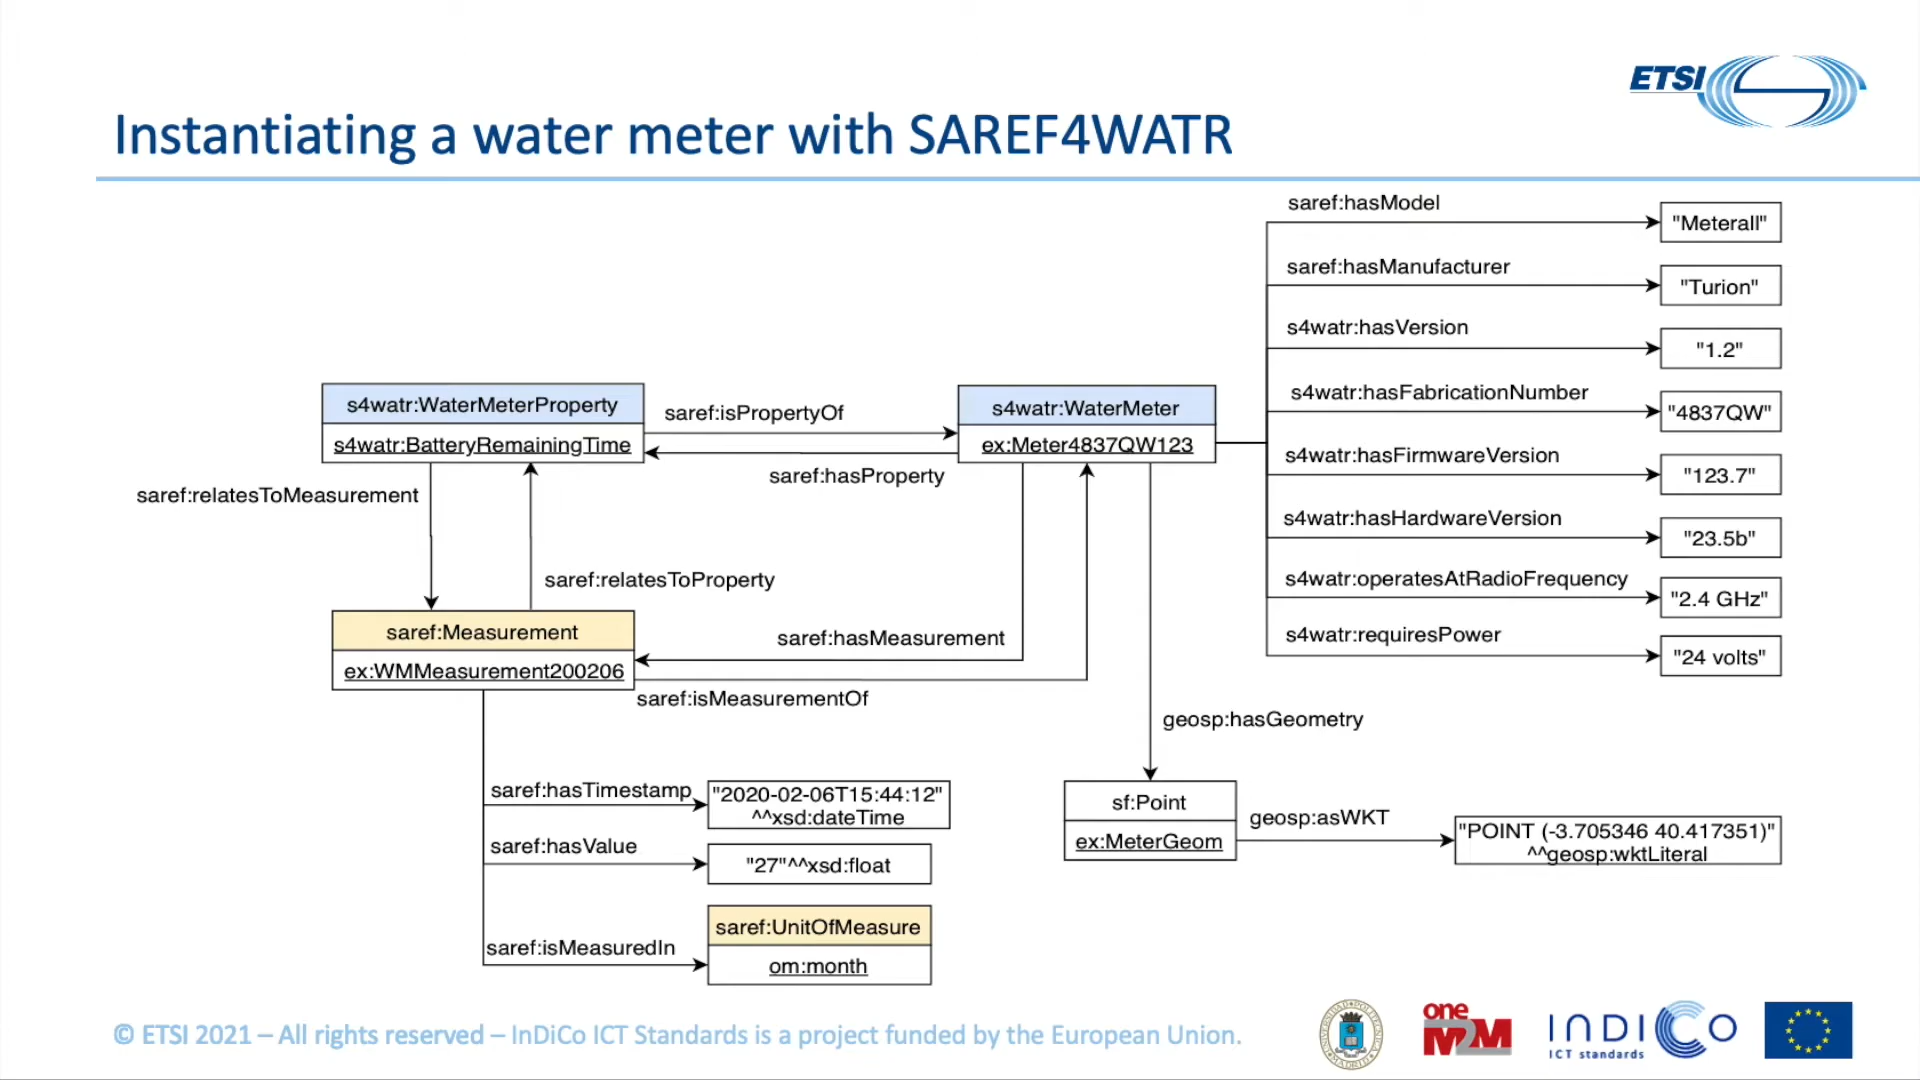 ETSI
Instantiating a water meter with SAREF4WATR
saref:hasModel
"Meterall"
saref:hasManufacturer
"Turion"
s4watr:hasVersion
"1.2"
s4watr:hasFabricationNumber
"4837QW"
s4watr:hasFirmwareVersion
"123.7"
s4watr:hasHardwareVersion
"23.5b"
s4watr:operatesAtRadioFrequency
"2.4 GHz"
s4watr:requiresPower
"24 volts"
s4watr:WaterMeterProperty
s4watr:BatteryRemainingTime
saref:isPropertyOf
saref:hasProperty
s4watr:WaterMeter
ex:Meter4837QW123
saref:relatesToMeasurement
saref:relatesToProperty
saref:Measurement
ex:WMMeasurement200206
saref:hasMeasurement
saref:isMeasurementOf
geosp:hasGeometry
saref:hasTimestamp
"2020-02-06T15:44:12"
^^xsd:dateTime
saref:hasValue
"27"^^xsd:float
saref:isMeasuredIn
saref:UnitOfMeasure
om:month
sf:Point
ex:MeterGeom
geosp:asWKT
"POINT (-3.705346 40.417351)"
^^geosp:wktLiteral
© ETSI 2021 – All rights reserved – InDiCo ICT Standards is a project funded by the European Union.
one
M2M
INDICO
ICT standards